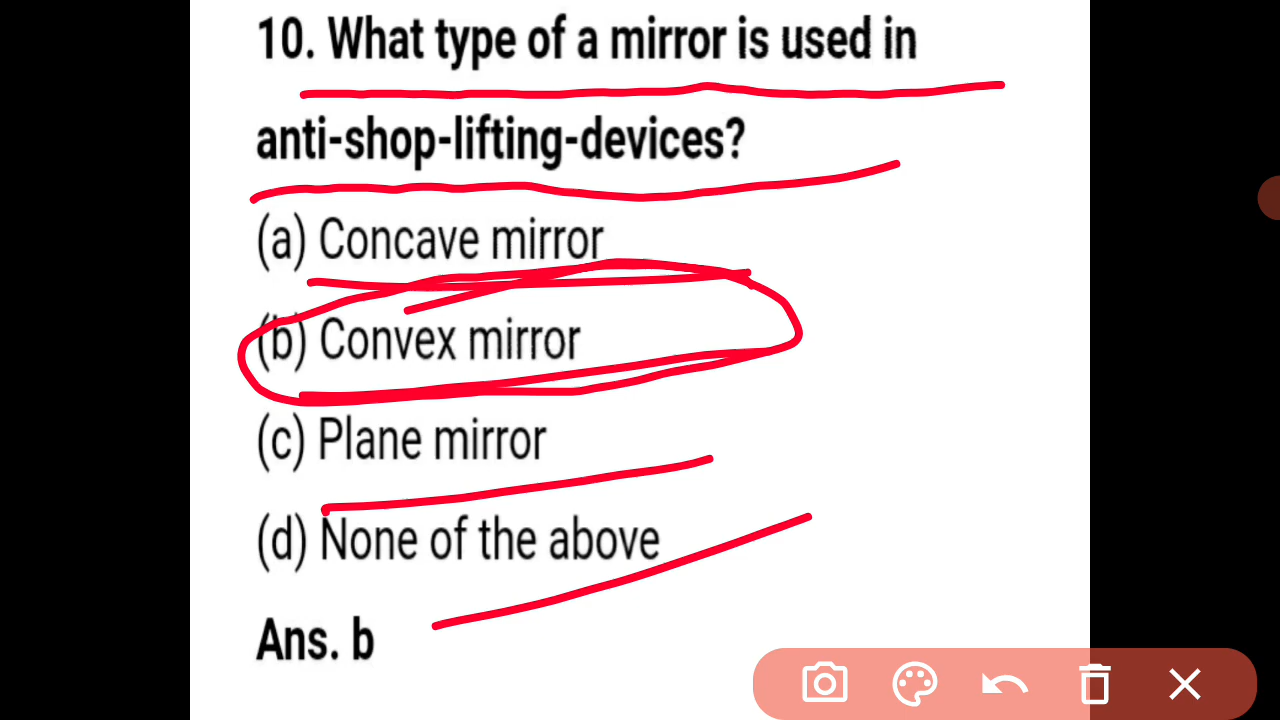 10. What type of a mirror is used in
anti-shop-lifting-devices?
(a) Concave mirror
(b) Convex mirror
(c) Plane mirror
(d) None of the above
Ans. b